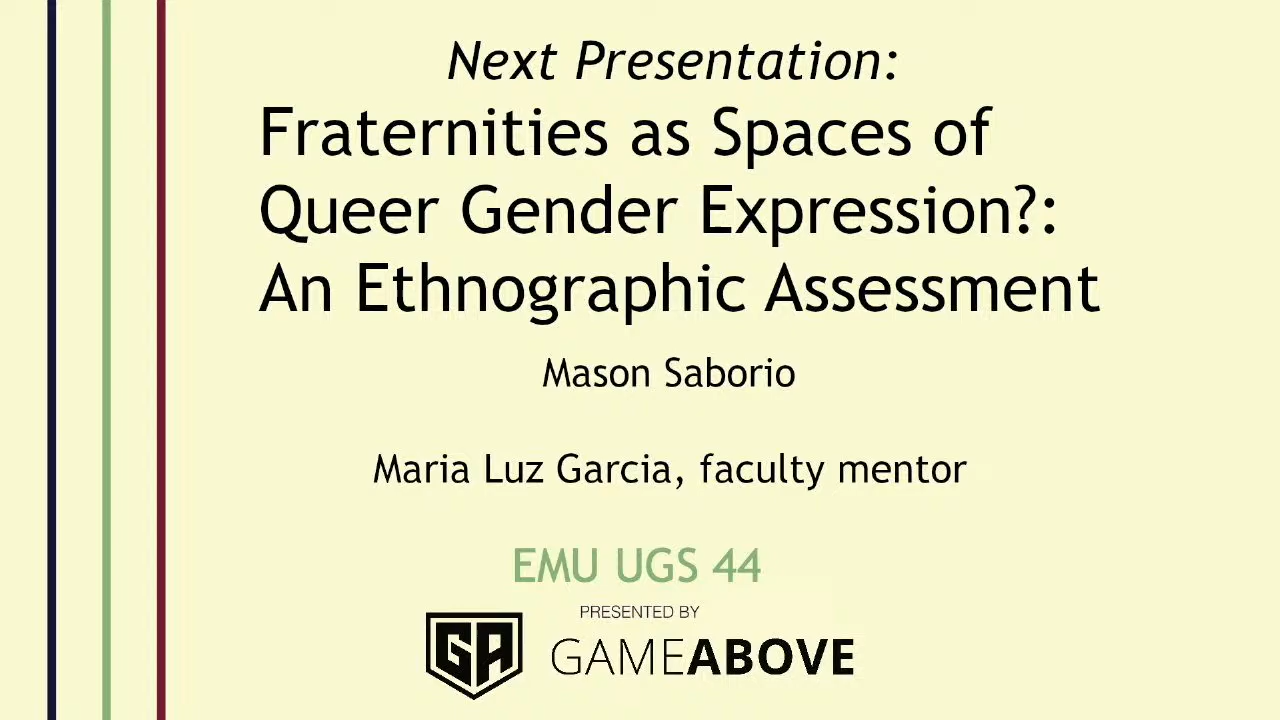 Next Presentation:
Fraternities as Spaces of
Queer Gender Expression?:
An Ethnographic Assessment
Mason Saborio
Maria Luz Garcia, faculty mentor
EMU UGS 44
PRESENTED BY
GA GAMEABOVE